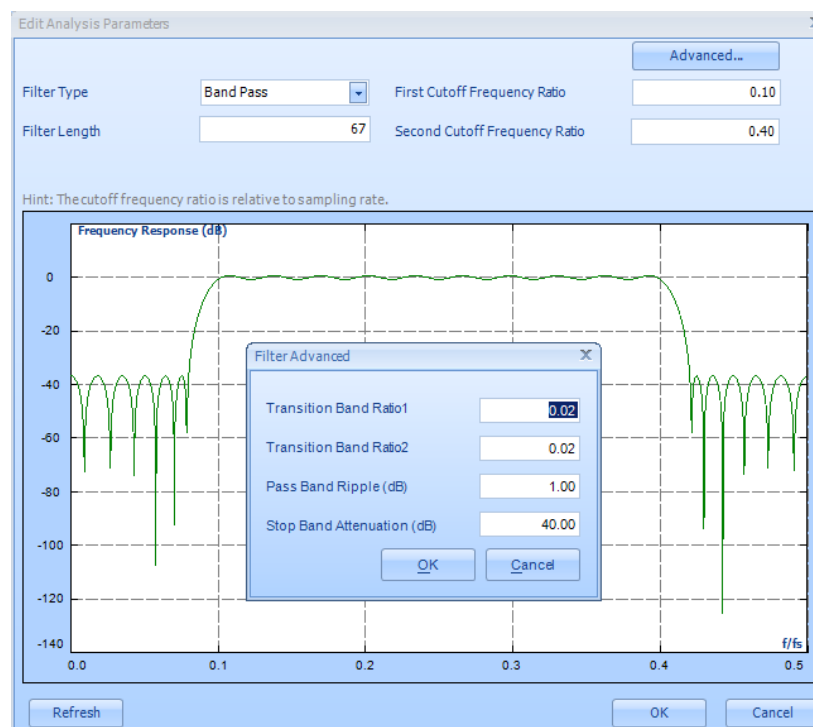 Edit Analysis Parameters
Advanced...
Filter Type Band Pass First Cutoff Frequency Ratio 0.10
Filter Length 67 Second Cutoff Frequency Ratio 0.40
Hint: The cutoff frequency ratio is relative to sampling rate.
Frequency Response (dB)
0
-20
-40
-60
-80
-100
-120
-140
0.0 0.1 0.2 0.3 0.4 0.5
f/fs
Filter Advanced X
Transition Band Ratio1 0.02
Transition Band Ratio2 0.02
Pass Band Ripple (dB) 1.00
Stop Band Attenuation (dB) 40.00
OK Cancel
Refresh OK Cancel